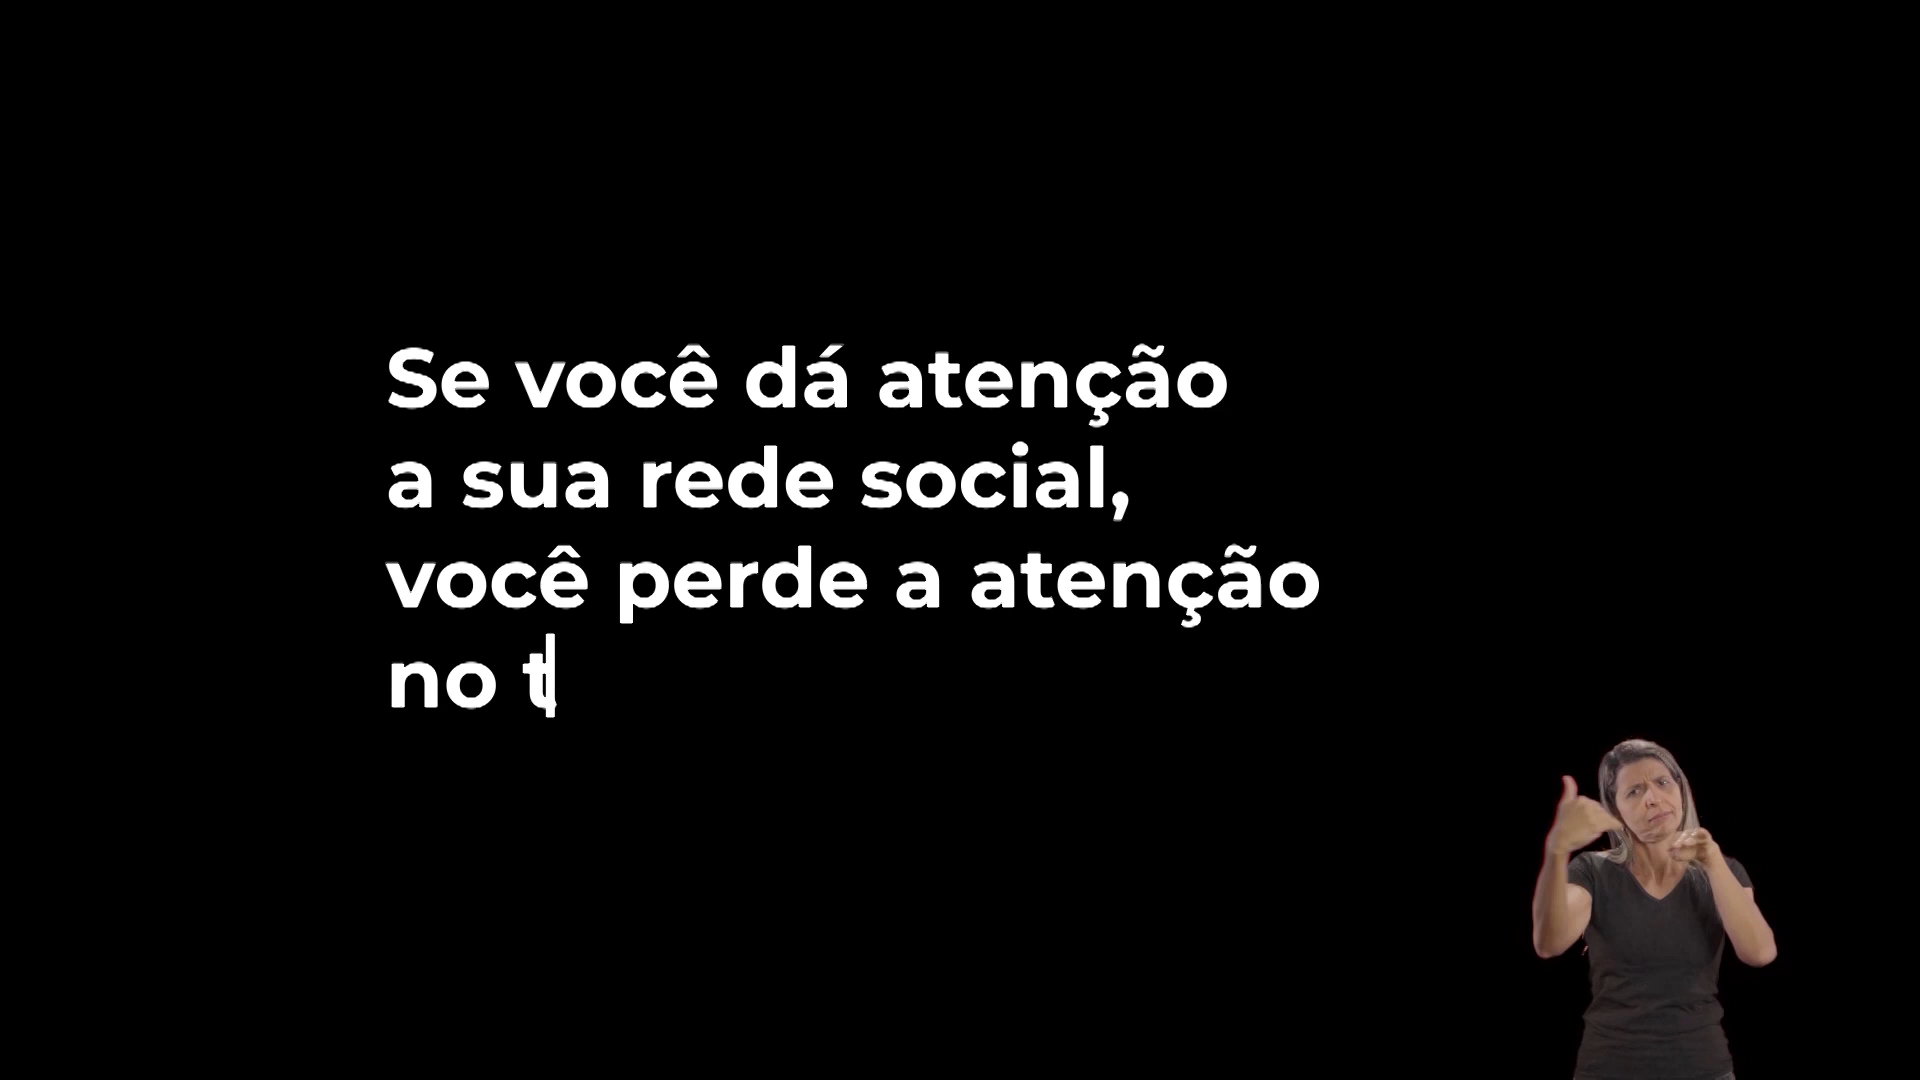 Se você dá atenção
a sua rede social,
você perde a atenção
no t